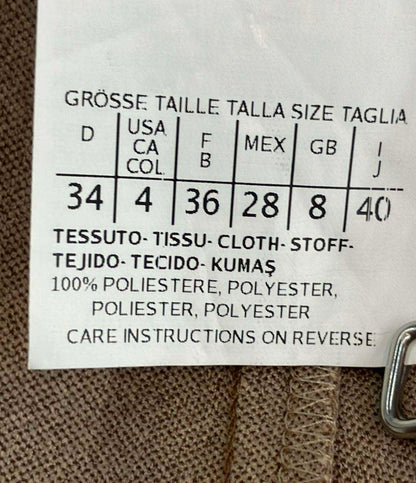 GRÖSSE TAILLE TALLA SIZE TAGLIA
D USA CA COL F B MEX GB I J
34 4 36 28 8 40
TESSUTO- TISSU- CLOTH- STOFF-
TEJIDO- TECIDO- KUMAŞ
100% POLIESTERE, POLYESTER,
POLIESTER, POLYESTER
CARE INSTRUCTIONS ON REVERSE